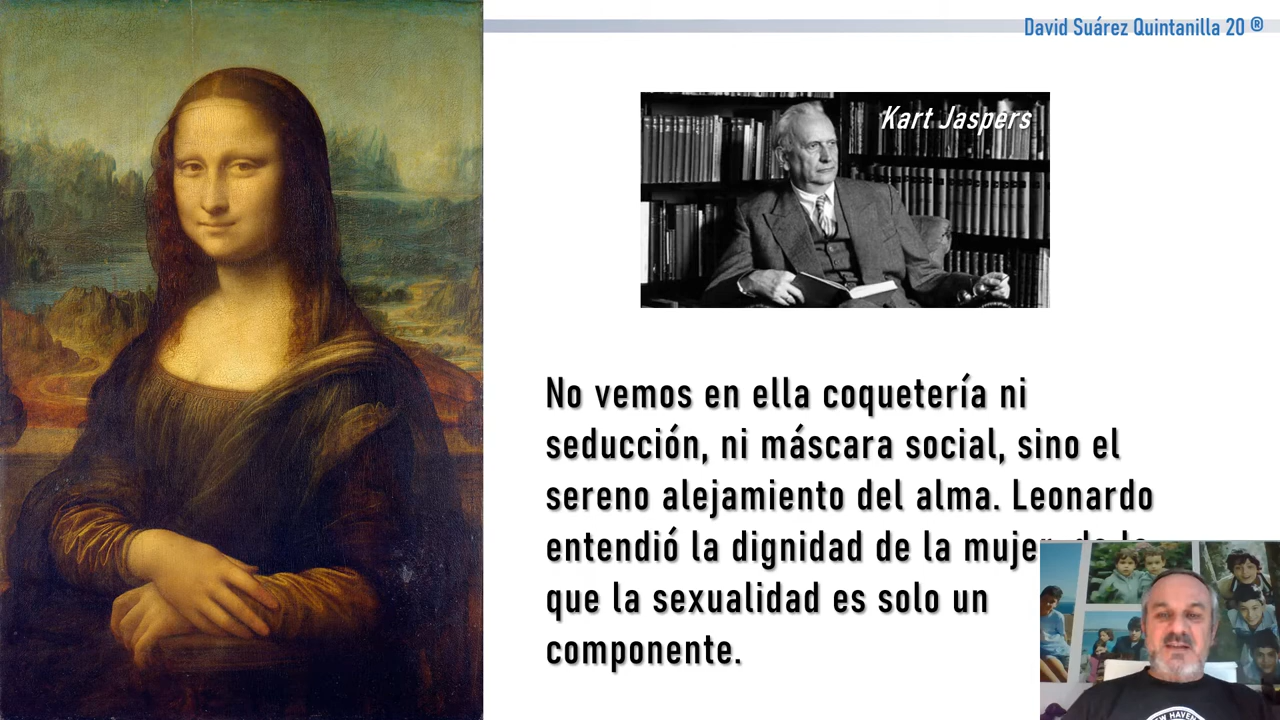 David Suárez Quintanilla 20 ®
Kart Jaspers
No vemos en ella coquetería ni
seducción, ni máscara social, sino el
sereno alejamiento del alma. Leonardo
entendió la dignidad de la mujer,
que la sexualidad es solo un
componente.